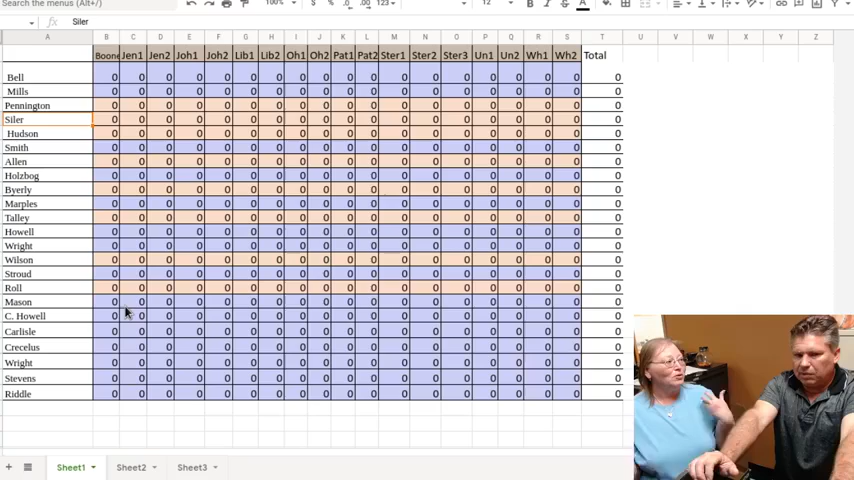 Search the menus (Alt+/) 100% $ % .0 .00 123 12 B I A
fx Siler
A B C D E F G H I J K L M N O P Q R S T U V W X Y Z
Boone Jen1 Jen2 Joh1 Joh2 Lib1 Lib2 Oh1 Oh2 Pat1 Pat2 Ster1 Ster2 Ster3 Un1 Un2 Wh1 Wh2 Total
Bell 0 0 0 0 0 0 0 0 0 0 0 0 0 0 0 0 0 0 0
Mills 0 0 0 0 0 0 0 0 0 0 0 0 0 0 0 0 0 0 0
Pennington 0 0 0 0 0 0 0 0 0 0 0 0 0 0 0 0 0 0 0
Siler 0 0 0 0 0 0 0 0 0 0 0 0 0 0 0 0 0 0 0
Hudson 0 0 0 0 0 0 0 0 0 0 0 0 0 0 0 0 0 0 0
Smith 0 0 0 0 0 0 0 0 0 0 0 0 0 0 0 0 0 0 0
Allen 0 0 0 0 0 0 0 0 0 0 0 0 0 0 0 0 0 0 0
Holzbog 0 0 0 0 0 0 0 0 0 0 0 0 0 0 0 0 0 0 0
Byerly 0 0 0 0 0 0 0 0 0 0 0 0 0 0 0 0 0 0 0
Marples 0 0 0 0 0 0 0 0 0 0 0 0 0 0 0 0 0 0 0
Talley 0 0 0 0 0 0 0 0 0 0 0 0 0 0 0 0 0 0 0
Howell 0 0 0 0 0 0 0 0 0 0 0 0 0 0 0 0 0 0 0
Wright 0 0 0 0 0 0 0 0 0 0 0 0 0 0 0 0 0 0 0
Wilson 0 0 0 0 0 0 0 0 0 0 0 0 0 0 0 0 0 0 0
Stroud 0 0 0 0 0 0 0 0 0 0 0 0 0 0 0 0 0 0 0
Roll 0 0 0 0 0 0 0 0 0 0 0 0 0 0 0 0 0 0 0
Mason 0 0 0 0 0 0 0 0 0 0 0 0 0 0 0 0 0 0 0
C. Howell 0 0 0 0 0 0 0 0 0 0 0 0 0 0 0 0 0 0 0
Carlisle 0 0 0 0 0 0 0 0 0 0 0 0 0 0 0 0 0 0 0
Crecelus 0 0 0 0 0 0 0 0 0 0 0 0 0 0 0 0 0 0 0
Wright 0 0 0 0 0 0 0 0 0 0 0 0 0 0 0 0 0 0 0
Stevens 0 0 0 0 0 0 0 0 0 0 0 0 0 0 0 0 0 0 0
Riddle 0 0 0 0 0 0 0 0 0 0 0 0 0 0 0 0 0 0 0
Sheet1 Sheet2 Sheet3